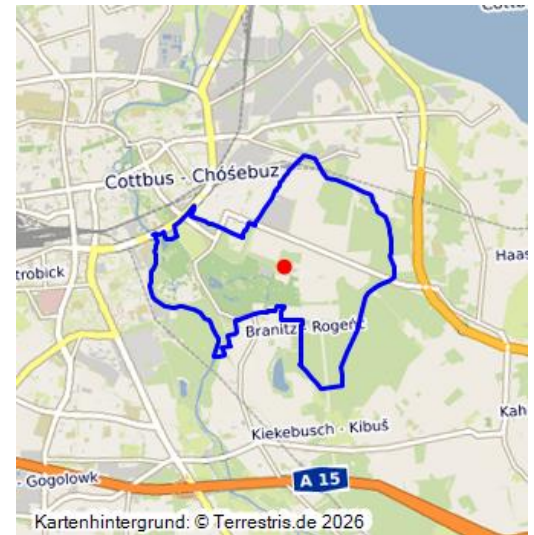 Cottbus - Chóśebuz
trobick
Haas
Branitz - Rogeńc
Kiekebusch - Kibuš
Kah
- Gogolowk
A 15
Kartenhintergrund: © Terrestris.de 2026